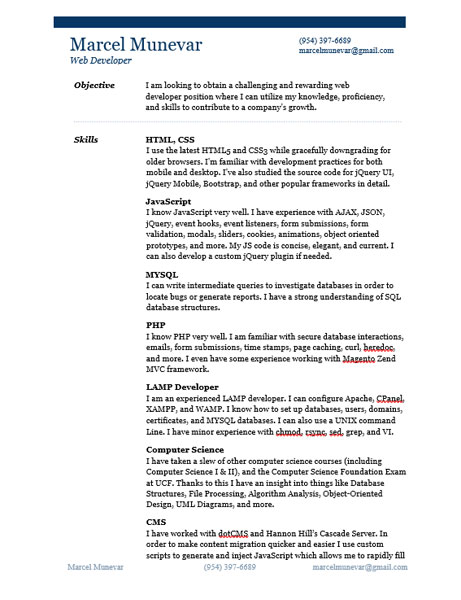 Marcel Munevar
(954) 397-6689
marcelmunevar@gmail.com
Web Developer
Objective
I am looking to obtain a challenging and rewarding web
developer position where I can utilize my knowledge, proficiency,
and skills to contribute to a company's growth.
Skills
HTML, CSS
I use the latest HTML5 and CSS3 while gracefully downgrading for
older browsers. I'm familiar with development practices for both
mobile and desktop. I've also studied the source code for jQuery UI,
jQuery Mobile, Bootstrap, and other popular frameworks in detail.
JavaScript
I know JavaScript very well. I have experience with AJAX, JSON,
jQuery, event hooks, event listeners, form submissions, form
validation, modals, sliders, cookies, animations, object oriented
prototypes, and more. My JS code is concise, elegant, and current. I
can also develop a custom jQuery plugin if needed.
MYSQL
I can write intermediate queries to investigate databases in order to
locate bugs or generate reports. I have a strong understanding of SQL
database structures.
PHP
I know PHP very well. I am familiar with secure database interactions,
emails, form submissions, time stamps, page caching, curl, heredoc,
and more. I even have some experience working with Magento Zend
MVC framework.
LAMP Developer
I am an experienced LAMP developer. I can configure Apache, CPanel,
XAMPP, and WAMP. I know how to set up databases, users, domains,
certificates, and MYSQL databases. I can also use a UNIX command
Line. I have minor experience with chmod, rsync, sed, grep, and VI.
Computer Science
I have taken a slew of other computer science courses (including
Computer Science I & II), and the Computer Science Foundation Exam
at UCF. Thanks to this I have an insight into things like Database
Structures, File Processing, Algorithm Analysis, Object-Oriented
Design, UML Diagrams, and more.
CMS
I have worked with dotCMS and Hannon Hill's Cascade Server. In
order to make content migration quicker and easier I use custom
scripts to generate and inject JavaScript which allows me to rapidly fill
Marcel Munevar
(954) 397-6689
marcelmunevar@gmail.com